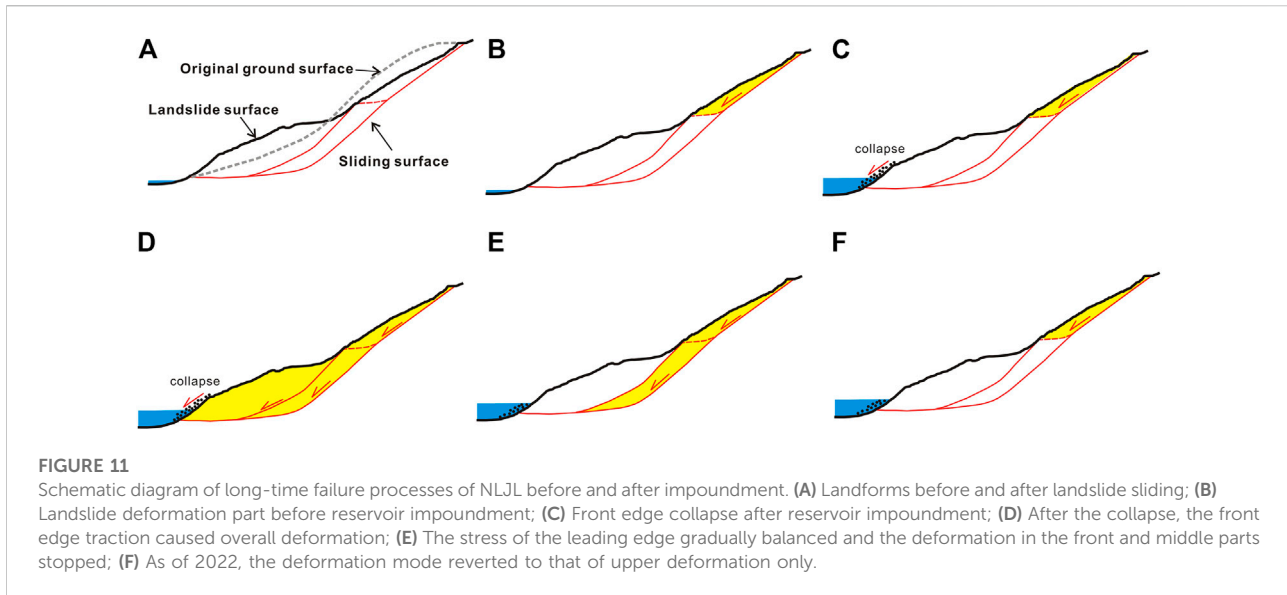 A
Original ground surface
Landslide surface
Sliding surface
B
C
collapse
D
collapse
E
F
FIGURE 11
Schematic diagram of long-time failure processes of NLJL before and after impoundment. (A) Landforms before and after landslide sliding; (B)
Landslide deformation part before reservoir impoundment; (C) Front edge collapse after reservoir impoundment; (D) After the collapse, the front
edge traction caused overall deformation; (E) The stress of the leading edge gradually balanced and the deformation in the front and middle parts
stopped; (F) As of 2022, the deformation mode reverted to that of upper deformation only.